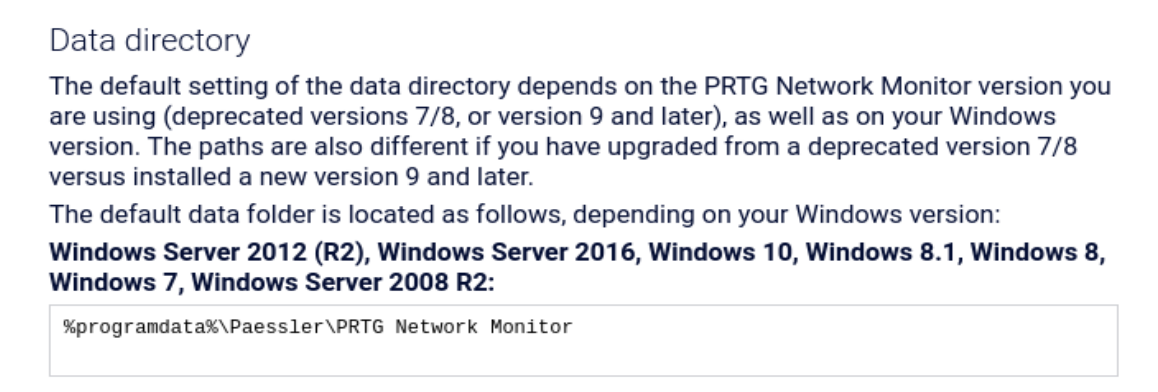 Data directory
The default setting of the data directory depends on the PRTG Network Monitor version you
are using (deprecated versions 7/8, or version 9 and later), as well as on your Windows
version. The paths are also different if you have upgraded from a deprecated version 7/8
versus installed a new version 9 and later.
The default data folder is located as follows, depending on your Windows version:
Windows Server 2012 (R2), Windows Server 2016, Windows 10, Windows 8.1, Windows 8,
Windows 7, Windows Server 2008 R2:
%programdata%\Paessler\PRTG Network Monitor